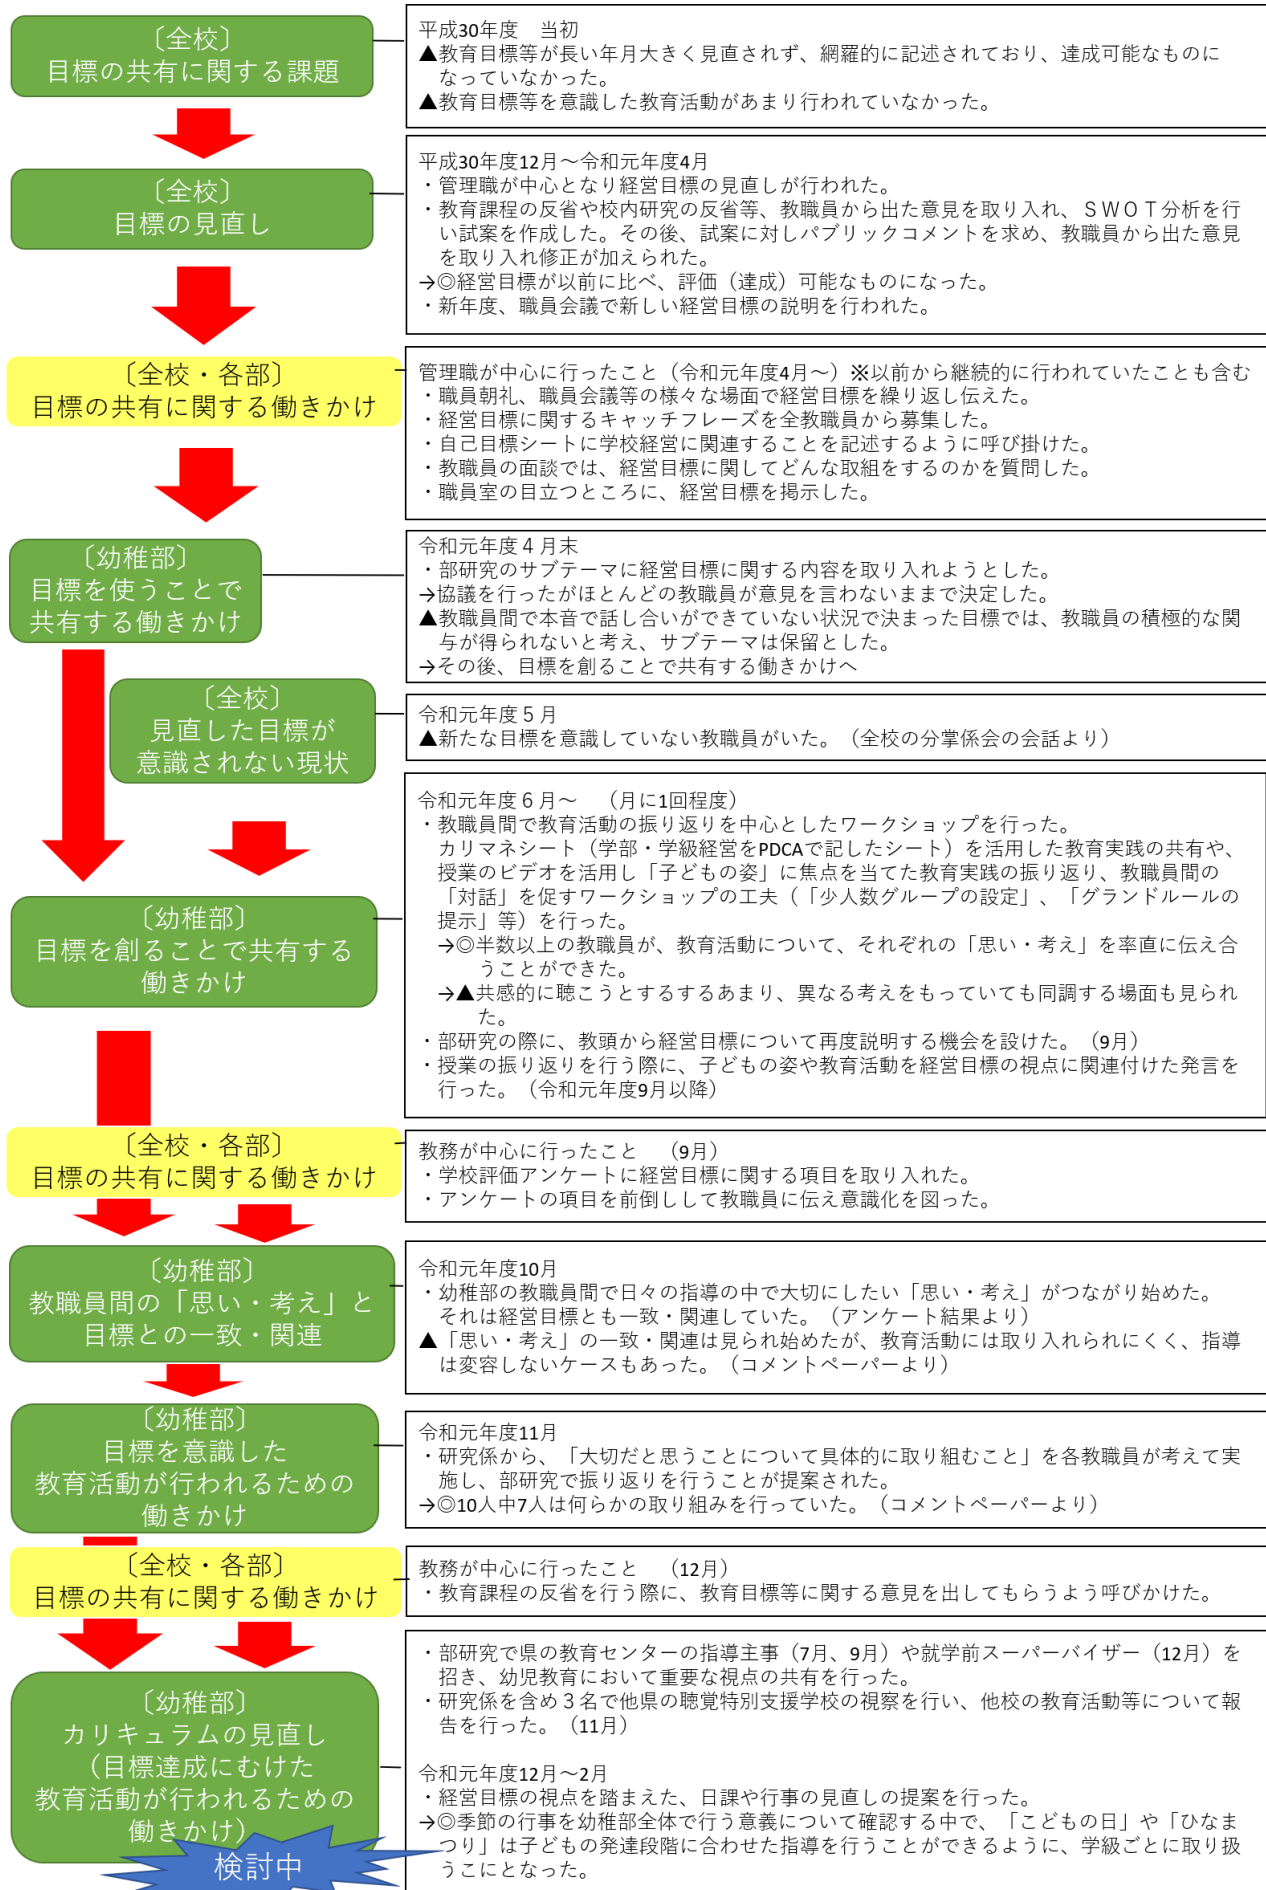 〔全校〕
目標の共有に関する課題
平成30年度　当初
▲教育目標等が長い年月大きく見直されず、網羅的に記述されており、達成可能なものに
なっていなかった。
▲教育目標等を意識した教育活動があまり行われていなかった。
〔全校〕
目標の見直し
平成30年度12月～令和元年度4月
・管理職が中心となり経営目標の見直しが行われた。
・教育課程の反省や校内研究の反省等、教職員から出た意見を取り入れ、ＳＷＯＴ分析を行
い試案を作成した。その後、試案に対しパブリックコメントを求め、教職員から出た意見
を取り入れ修正が加えられた。
→◎経営目標が以前に比べ、評価（達成）可能なものになった。
・新年度、職員会議で新しい経営目標の説明を行われた。
〔全校・各部〕
目標の共有に関する働きかけ
管理職が中心に行ったこと（令和元年度4月～）※以前から継続的に行われていたことも含む
・職員朝礼、職員会議等の様々な場面で経営目標を繰り返し伝えた。
・経営目標に関するキャッチフレーズを全教職員から募集した。
・自己目標シートに学校経営に関連することを記述するように呼び掛けた。
・教職員の面談では、経営目標に関してどんな取組をするのかを質問した。
・職員室の目立つところに、経営目標を掲示した。
〔幼稚部〕
目標を使うことで
共有する働きかけ
令和元年度４月末
・部研究のサブテーマに経営目標に関する内容を取り入れようとした。
→協議を行ったがほとんどの教職員が意見を言わないままで決定した。
▲教職員間で本音で話し合いができていない状況で決まった目標では、教職員の積極的な関
与が得られないと考え、サブテーマは保留とした。
→その後、目標を創ることで共有する働きかけへ
〔全校〕
見直した目標が
意識されない現状
令和元年度５月
▲新たな目標を意識していない教職員がいた。（全校の分掌係会の会話より）
〔幼稚部〕
目標を創ることで共有する
働きかけ
令和元年度６月～　（月に1回程度）
・教職員間で教育活動の振り返りを中心としたワークショップを行った。
カリマネシート（学部・学級経営をPDCAで記したシート）を活用した教育実践の共有や、
授業のビデオを活用し「子どもの姿」に焦点を当てた教育実践の振り返り、教職員間の
「対話」を促すワークショップの工夫（「少人数グループの設定」、「グランドルールの
提示」等）を行った。
→◎半数以上の教職員が、教育活動について、それぞれの「思い・考え」を率直に伝え合
うことができた。
→▲共感的に聴こうとするするあまり、異なる考えをもっていても同調する場面も見られ
た。
・部研究の際に、教頭から経営目標について再度説明する機会を設けた。（9月）
・授業の振り返りを行う際に、子どもの姿や教育活動を経営目標の視点に関連付けた発言を
行った。（令和元年度9月以降）
〔全校・各部〕
目標の共有に関する働きかけ
教務が中心に行ったこと　（9月）
・学校評価アンケートに経営目標に関する項目を取り入れた。
・アンケートの項目を前倒しして教職員に伝え意識化を図った。
〔幼稚部〕
教職員間の「思い・考え」と
目標との一致・関連
令和元年度10月
・幼稚部の教職員間で日々の指導の中で大切にしたい「思い・考え」がつながり始めた。
それは経営目標とも一致・関連していた。（アンケート結果より）
▲「思い・考え」の一致・関連は見られ始めたが、教育活動には取り入れられにくく、指導
は変容しないケースもあった。（コメントペーパーより）
〔幼稚部〕
目標を意識した
教育活動が行われるための
働きかけ
令和元年度11月
・研究係から、「大切だと思うことについて具体的に取り組むこと」を各教職員が考えて実
施し、部研究で振り返りを行うことが提案された。
→◎10人中7人は何らかの取り組みを行っていた。（コメントペーパーより）
〔全校・各部〕
目標の共有に関する働きかけ
教務が中心に行ったこと　（12月）
・教育課程の反省を行う際に、教育目標等に関する意見を出してもらうよう呼びかけた。
〔幼稚部〕
カリキュラムの見直し
（目標達成にむけた
教育活動が行われるための
働きかけ）
検討中
・部研究で県の教育センターの指導主事（7月、9月）や就学前スーパーバイザー（12月）を
招き、幼児教育において重要な視点の共有を行った。
・研究係を含め３名で他県の聴覚特別支援学校の視察を行い、他校の教育活動等について報
告を行った。（11月）
令和元年度12月～2月
・経営目標の視点を踏まえた、日課や行事の見直しの提案を行った。
→◎季節の行事を幼稚部全体で行う意義について確認する中で、「こどもの日」や「ひなま
つり」は子どもの発達段階に合わせた指導を行うことができるように、学級ごとに取り扱
うこにとなった。